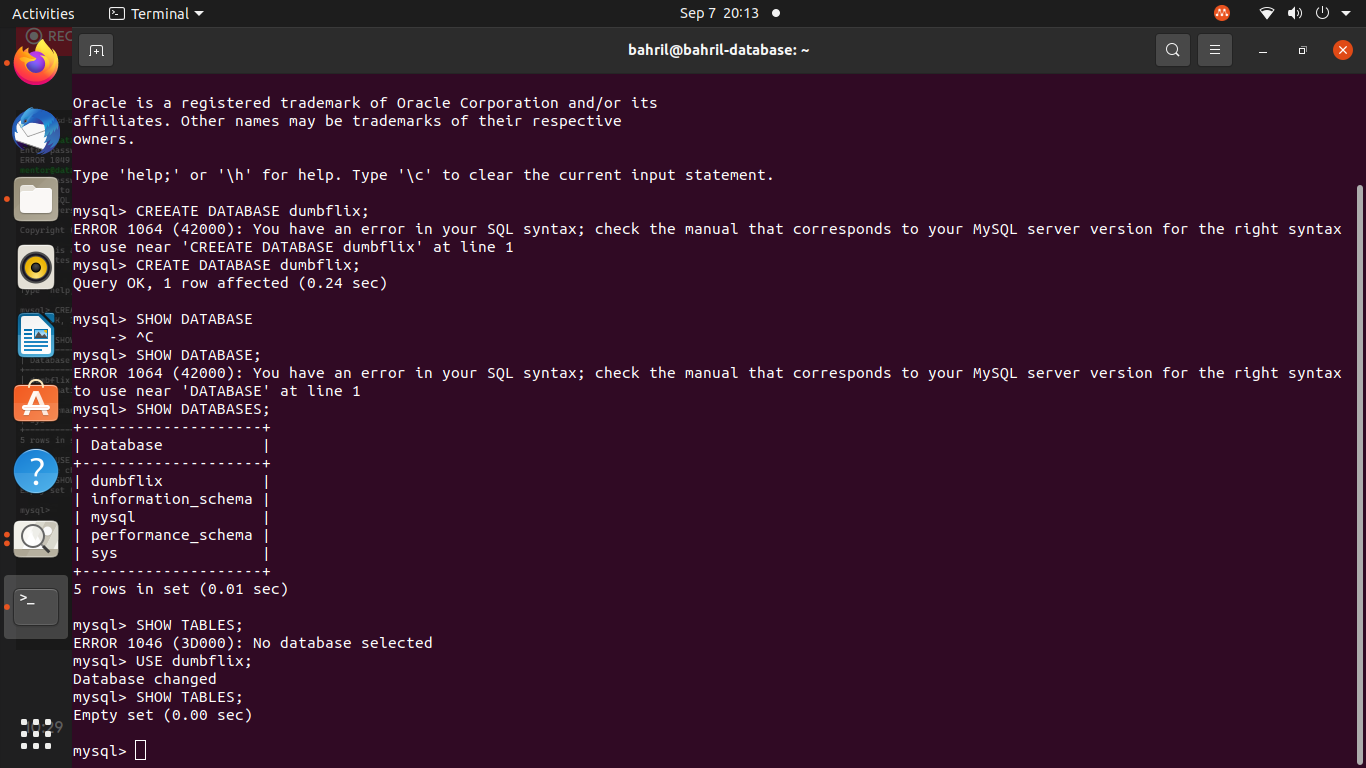 Activities
Terminal
Sep 7 20:13
REC
bahril@bahril-database: ~
Oracle is a registered trademark of Oracle Corporation and/or its
affiliates. Other names may be trademarks of their respective
owners.
Type 'help;' or '\h' for help. Type '\c' to clear the current input statement.
mysql> CREEATE DATABASE dumbflix;
ERROR 1064 (42000): You have an error in your SQL syntax; check the manual that corresponds to your MySQL server version for the right syntax
to use near 'CREEATE DATABASE dumbflix' at line 1
mysql> CREATE DATABASE dumbflix;
Query OK, 1 row affected (0.24 sec)
mysql> SHOW DATABASE
    -> ^C
mysql> SHOW DATABASE;
ERROR 1064 (42000): You have an error in your SQL syntax; check the manual that corresponds to your MySQL server version for the right syntax
to use near 'DATABASE' at line 1
mysql> SHOW DATABASES;
+--------------------+
| Database           |
+--------------------+
| dumbflix           |
| information_schema |
| mysql              |
| performance_schema |
| sys                |
+--------------------+
5 rows in set (0.01 sec)
mysql> SHOW TABLES;
ERROR 1046 (3D000): No database selected
mysql> USE dumbflix;
Database changed
mysql> SHOW TABLES;
Empty set (0.00 sec)
mysql>